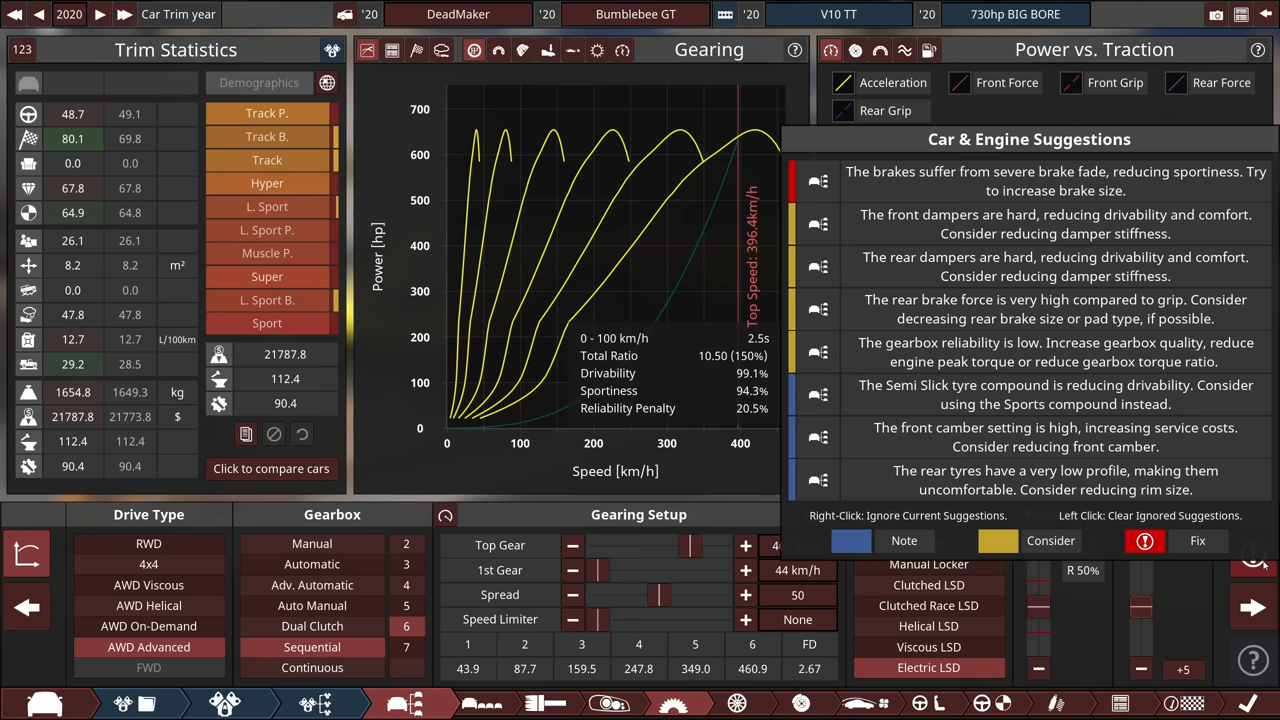 2020
Car Trim year
'20
DeadMaker
'20
Bumblebee GT
'20
V10 TT
'20
730hp BIG BORE
123
Trim Statistics
Gearing
?
Power vs. Traction
?
Demographics
48.7 49.1
80.1 69.8
0.0 0.0
67.8 67.8
64.9 64.8
26.1 26.1
8.2 8.2 m²
0.0 0.0
47.8 47.8
12.7 12.7 L/100km
29.2 28.5
1654.8 1649.3 kg
21787.8 21773.8 $
112.4 112.4
90.4 90.4
Track P.
Track B.
Track
Hyper
L. Sport
L. Sport P.
Muscle P.
Super
L. Sport B.
Sport
21787.8
112.4
90.4
Click to compare cars
Power [hp]
700
600
500
400
300
200
100
0
0 100 200 300 400
Speed [km/h]
Top Speed: 396.4km/h
0 - 100 km/h 2.5s
Total Ratio 10.50 (150%)
Drivability 99.1%
Sportiness 94.3%
Reliability Penalty 20.5%
Acceleration
Front Force
Front Grip
Rear Force
Rear Grip
Car & Engine Suggestions
The brakes suffer from severe brake fade, reducing sportiness. Try
to increase brake size.
The front dampers are hard, reducing drivability and comfort.
Consider reducing damper stiffness.
The rear dampers are hard, reducing drivability and comfort.
Consider reducing damper stiffness.
The rear brake force is very high compared to grip. Consider
decreasing rear brake size or pad type, if possible.
The gearbox reliability is low. Increase gearbox quality, reduce
engine peak torque or reduce gearbox torque ratio.
The Semi Slick tyre compound is reducing drivability. Consider
using the Sports compound instead.
The front camber setting is high, increasing service costs.
Consider reducing front camber.
The rear tyres have a very low profile, making them
uncomfortable. Consider reducing rim size.
Right-Click: Ignore Current Suggestions.
Left Click: Clear Ignored Suggestions.
Note
Consider
Fix
Drive Type
RWD
4x4
AWD Viscous
AWD Helical
AWD On-Demand
AWD Advanced
FWD
Gearbox
Manual 2
Automatic 3
Adv. Automatic 4
Auto Manual 5
Dual Clutch 6
Sequential 7
Continuous
Gearing Setup
Top Gear
1st Gear 44 km/h
Spread 50
Speed Limiter None
1 2 3 4 5 6 FD
43.9 87.7 159.5 247.8 349.0 460.9 2.67
Manual Locker
Clutched LSD
Clutched Race LSD
Helical LSD
Viscous LSD
Electric LSD
R 50%
+5
?